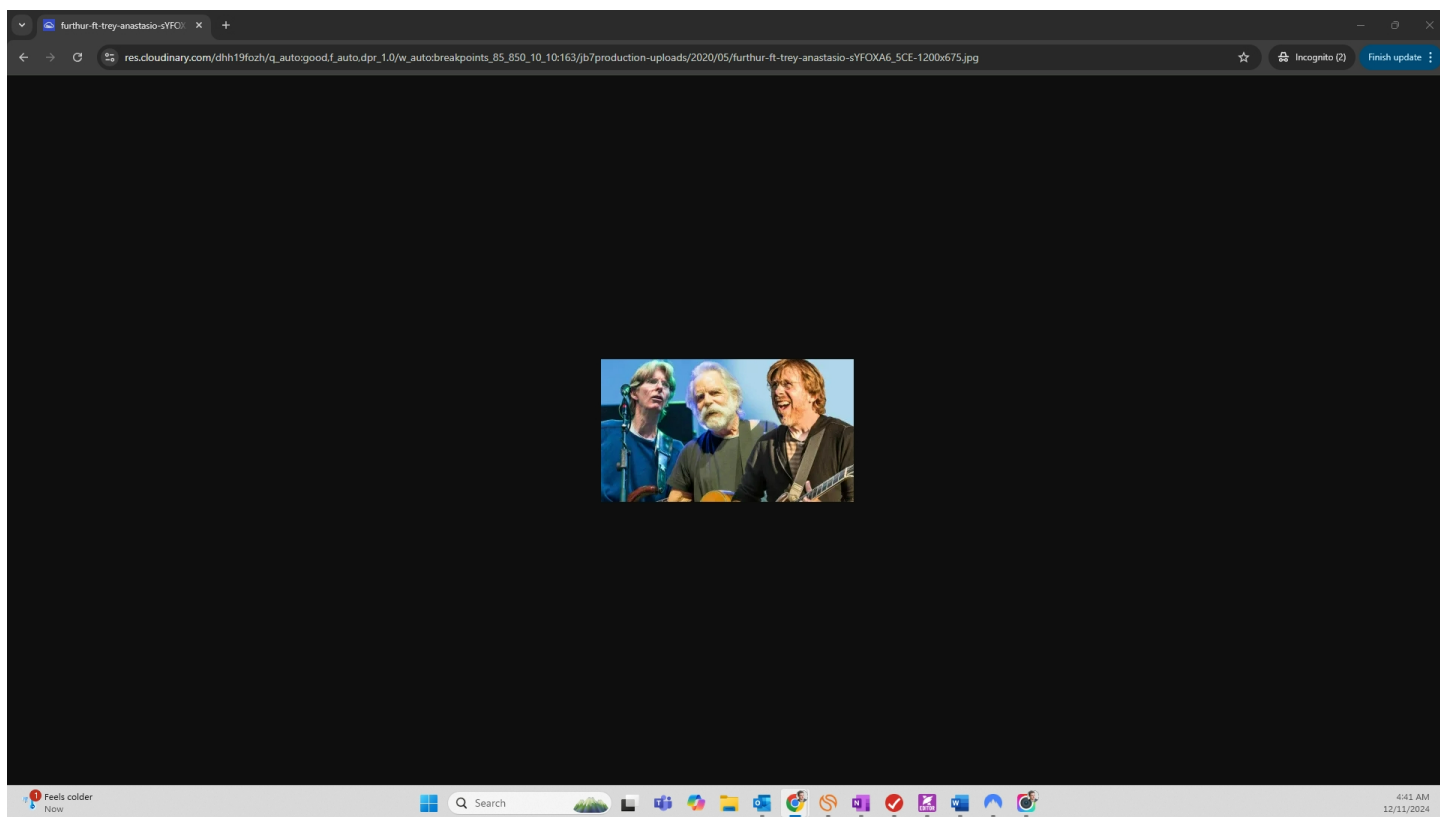 furthur-ft-trey-anastasio-sYFOX
res.cloudinary.com/dhh19fozh/q_auto:good,f_auto,dpr_1.0/w_auto:breakpoints_85_850_10_10:163/jb7production-uploads/2020/05/furthur-ft-trey-anastasio-sYFOXA6_5CE-1200x675.jpg
Incognito (2)
Finish update
1
Feels colder
Now
Search
EDITOR
4:41 AM
12/11/2024